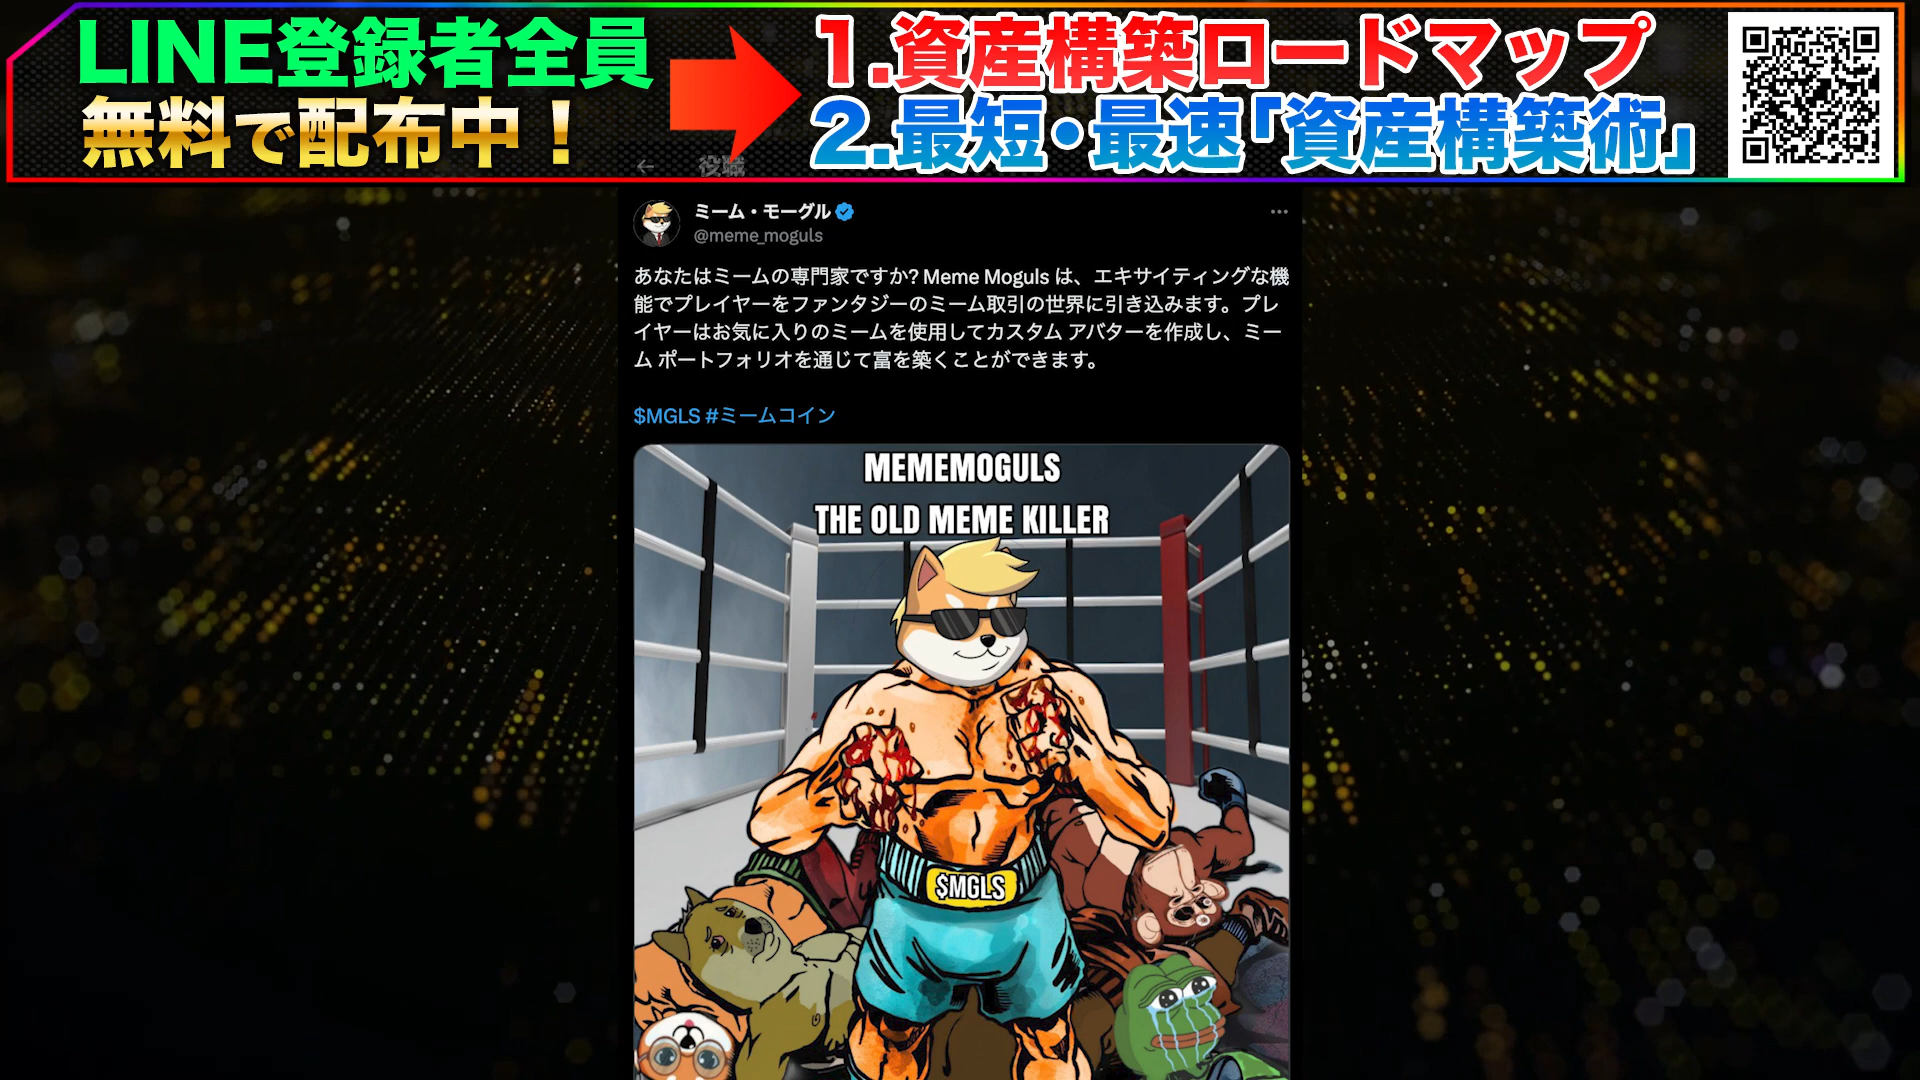 LINE登録者全員
無料で配布中！
1.資産構築ロードマップ
2.最短・最速「資産構築術」
役職
ミーム・モーグル
@meme_moguls
あなたはミームの専門家ですか? Meme Moguls は、エキサイティングな機
能でプレイヤーをファンタジーのミーム取引の世界に引き込みます。プレ
イヤーはお気に入りのミームを使用してカスタム アバターを作成し、ミー
ム ポートフォリオを通じて富を築くことができます。
$MGLS #ミームコイン
MEMEMOGULS
THE OLD MEME KILLER
$MGLS